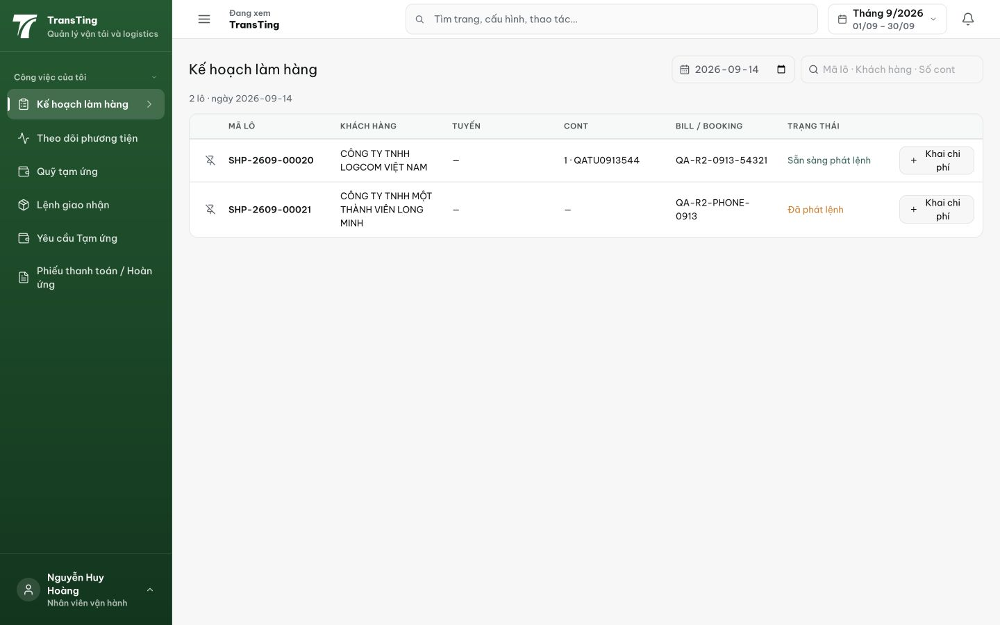 TransTing
Quản lý vận tải và logistics
Công việc của tôi
Kế hoạch làm hàng
Theo dõi phương tiện
Quỹ tạm ứng
Lệnh giao nhận
Yêu cầu Tạm ứng
Phiếu thanh toán / Hoàn
ứng
Nguyễn Huy
Hoàng
Nhân viên vận hành
Đang xem
TransTing
Tìm trang, cấu hình, thao tác...
Tháng 9/2026
01/09 – 30/09
Kế hoạch làm hàng
2026-09-14
Mã lô · Khách hàng · Số cont
2 lô · ngày 2026-09-14
MÃ LÔ KHÁCH HÀNG TUYẾN CONT BILL / BOOKING TRẠNG THÁI
SHP-2609-00020
CÔNG TY TNHH
LOGCOM VIỆT NAM
—
1 · QATU0913544
QA-R2-0913-54321
Sẵn sàng phát lệnh
+ Khai chi
phí
SHP-2609-00021
CÔNG TY TNHH MỘT
THÀNH VIÊN LONG
MINH
—
—
QA-R2-PHONE-
0913
Đã phát lệnh
+ Khai chi
phí